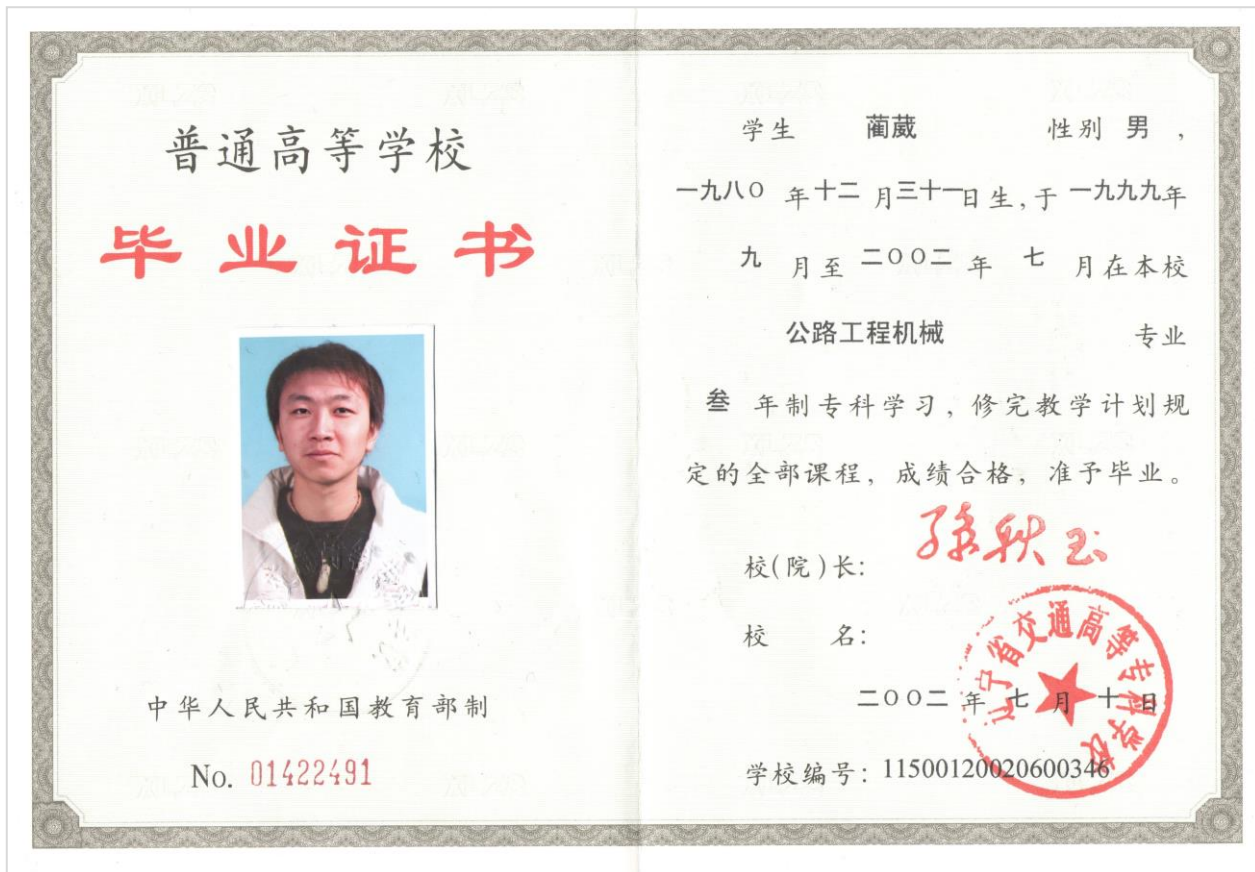 普通高等学校
毕业证书
中华人民共和国教育部制
No. 01422491
学生 蔺葳 性别 男,
一九八〇年十二月三十一日生,于一九九九年
九月至二〇〇二年七月在本校
公路工程机械 专业
叁年制专科学习,修完教学计划规
定的全部课程,成绩合格,准予毕业。
校(院)长:
校 名:
辽宁省交通高等专科学校
二〇〇二年七月十日
学校编号:11500120020600346